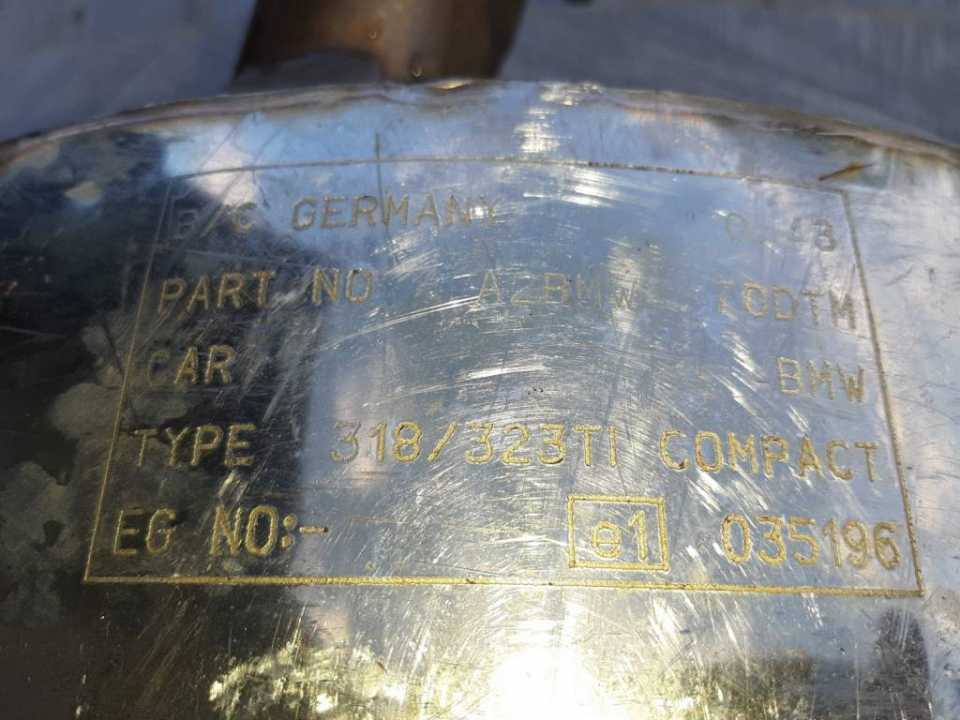 B/C GERMANY
PART NO
CAR BMW
TYPE 318/323TI COMPACT
EG NO:- e1 035196